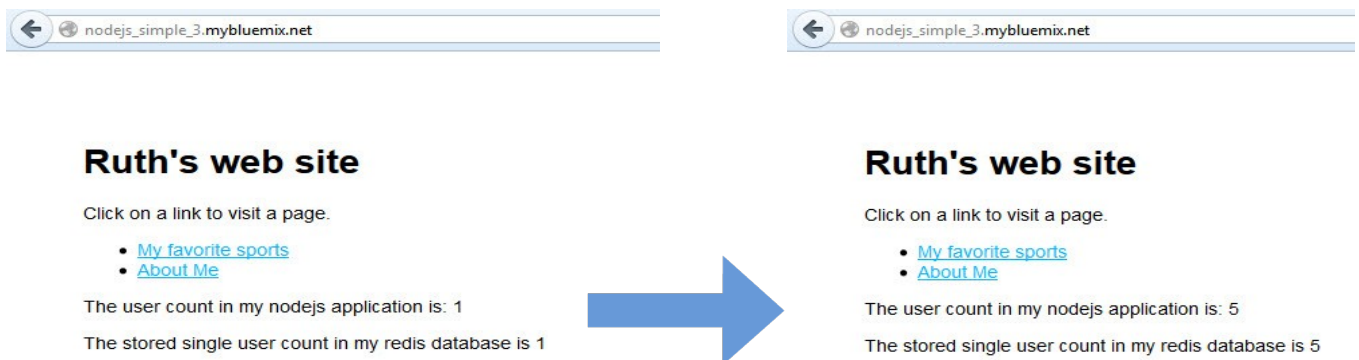 nodejs_simple_3.mybluemix.net
Ruth's web site
Click on a link to visit a page.
My favorite sports
About Me
The user count in my nodejs application is: 1
The stored single user count in my redis database is 1
nodejs_simple_3.mybluemix.net
Ruth's web site
Click on a link to visit a page.
My favorite sports
About Me
The user count in my nodejs application is: 5
The stored single user count in my redis database is 5